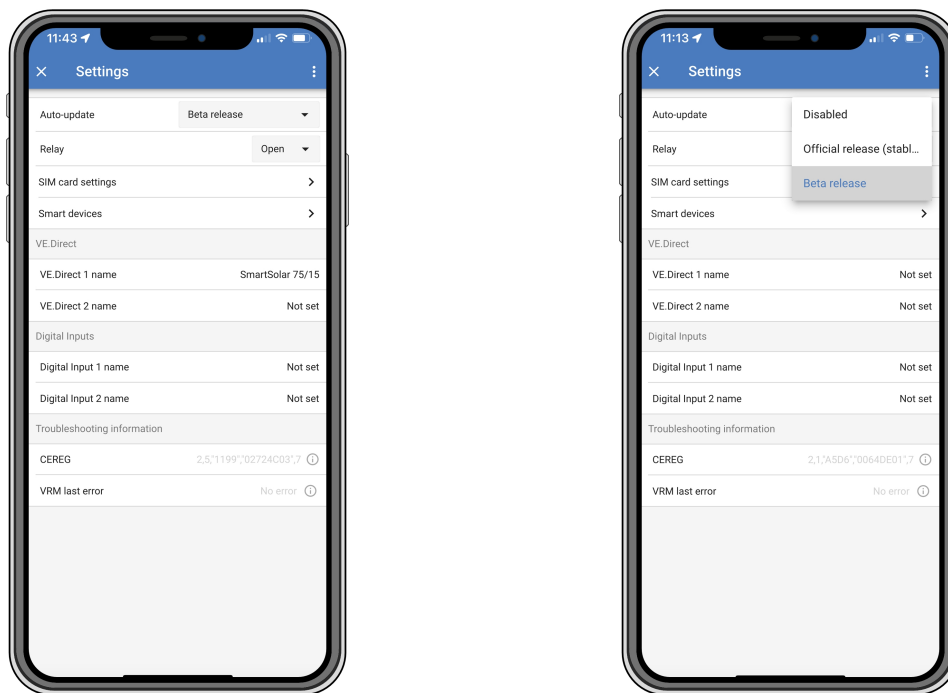 11:43
Settings
Auto-update Beta release
Relay Open
SIM card settings
Smart devices
VE.Direct
VE.Direct 1 name SmartSolar 75/15
VE.Direct 2 name Not set
Digital Inputs
Digital Input 1 name Not set
Digital Input 2 name Not set
Troubleshooting information
CEREG 2,5,"1199","02724C03",7
VRM last error No error
11:13
Settings
Auto-update
Disabled
Relay
Official release (stabl...
SIM card settings
Beta release
Smart devices
VE.Direct
VE.Direct 1 name Not set
VE.Direct 2 name Not set
Digital Inputs
Digital Input 1 name Not set
Digital Input 2 name Not set
Troubleshooting information
CEREG 2,1,"A5D6","0064DE01",7
VRM last error No error